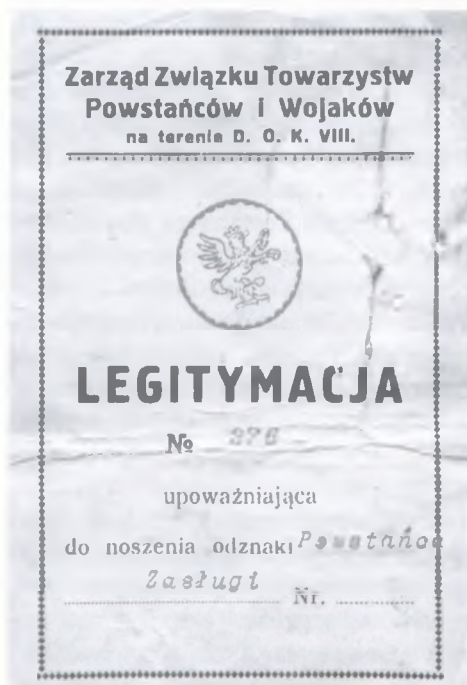 Zarząd Związku Towarzystw
Powstańców i Wojaków
na terenie D. O. K. VIII.
LEGITYMACJA
№ 376
upoważniająca
do noszenia odznaki Powstańca
Zasługi Nr.